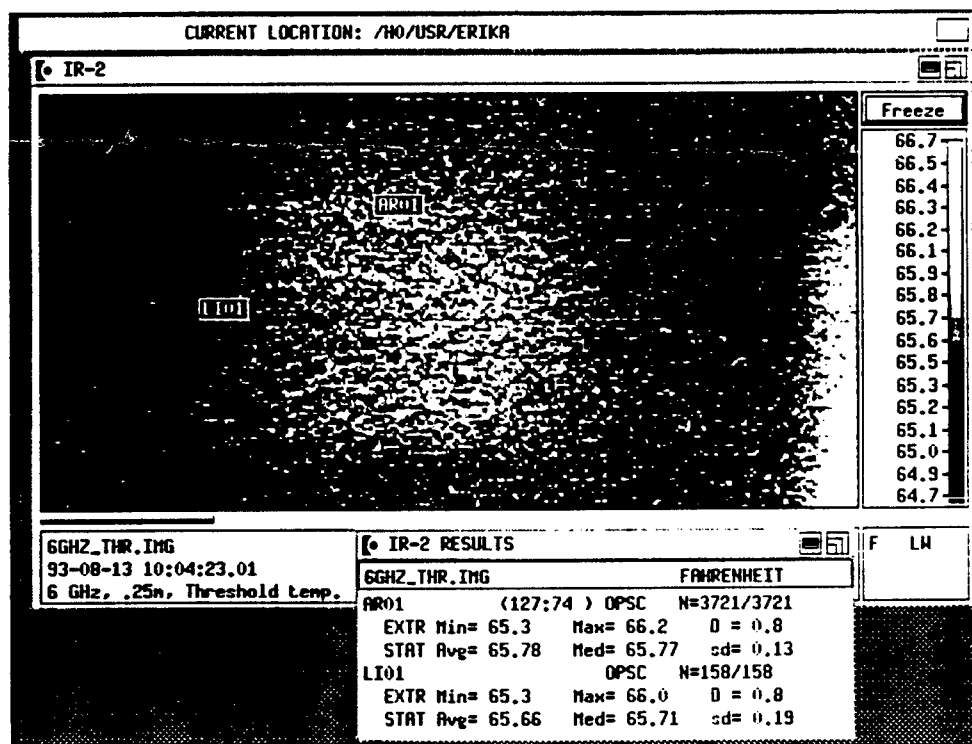 CURRENT LOCATION: /H0/USR/ERIKA
IR-2
Freeze
66.7
66.5
66.4
66.3
66.2
66.1
65.9
65.8
65.7
65.6
65.5
65.3
65.2
65.1
65.0
64.9
64.7
AR01
LI01
6GHZ_THR.IMG
93-08-13 10:04:23.01
6 GHz, .25m, Threshold temp.
F LW
IR-2 RESULTS
6GHZ_THR.IMG FAHRENHEIT
AR01 (127:74 ) OPSC N=3721/3721
EXTR Min= 65.3 Max= 66.2 D = 0.8
STAT Avg= 65.78 Med= 65.77 sd= 0.13
LI01 OPSC N=158/158
EXTR Min= 65.3 Max= 66.0 D = 0.8
STAT Avg= 65.66 Med= 65.71 sd= 0.19